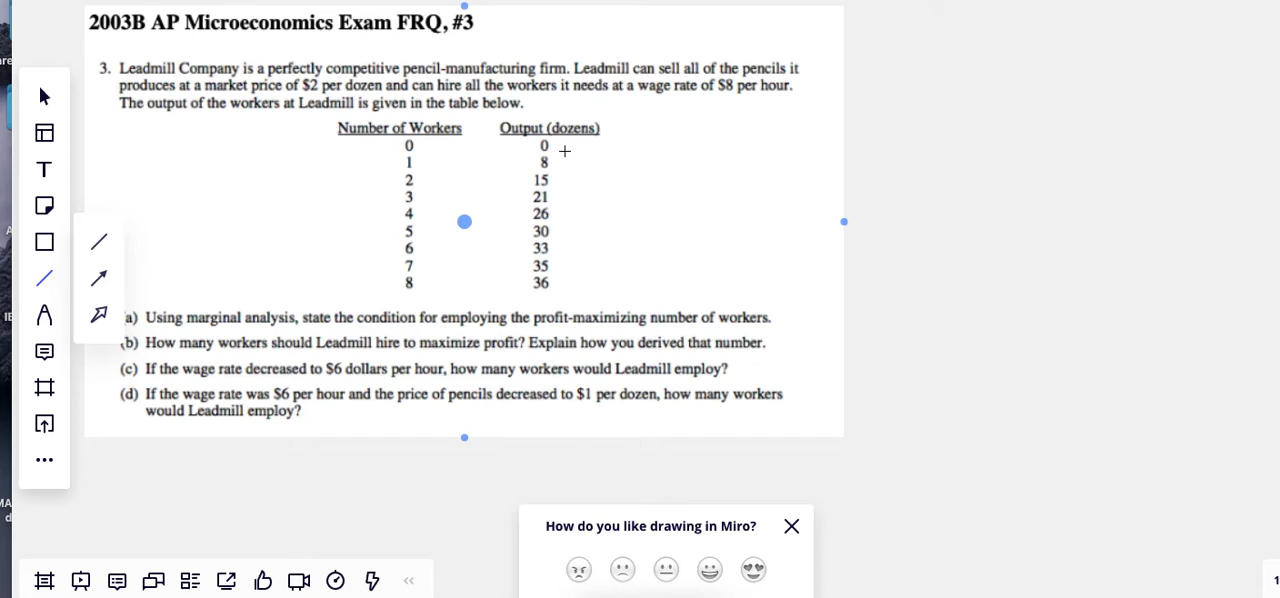 2003B AP Microeconomics Exam FRQ, #3
3. Leadmill Company is a perfectly competitive pencil-manufacturing firm. Leadmill can sell all of the pencils it
produces at a market price of $2 per dozen and can hire all the workers it needs at a wage rate of $8 per hour.
The output of the workers at Leadmill is given in the table below.
Number of Workers Output (dozens)
0 0
1 8
2 15
3 21
4 26
5 30
6 33
7 35
8 36
a) Using marginal analysis, state the condition for employing the profit-maximizing number of workers.
(b) How many workers should Leadmill hire to maximize profit? Explain how you derived that number.
(c) If the wage rate decreased to $6 dollars per hour, how many workers would Leadmill employ?
(d) If the wage rate was $6 per hour and the price of pencils decreased to $1 per dozen, how many workers
would Leadmill employ?
T
How do you like drawing in Miro?
1